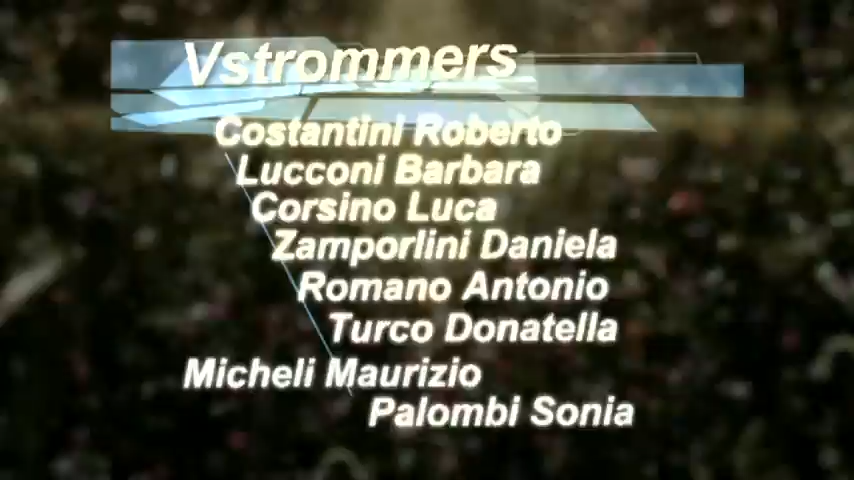 Vstrommers
Costantini Roberto
Lucconi Barbara
Corsino Luca
Zamporlini Daniela
Romano Antonio
Turco Donatella
Micheli Maurizio
Palombi Sonia